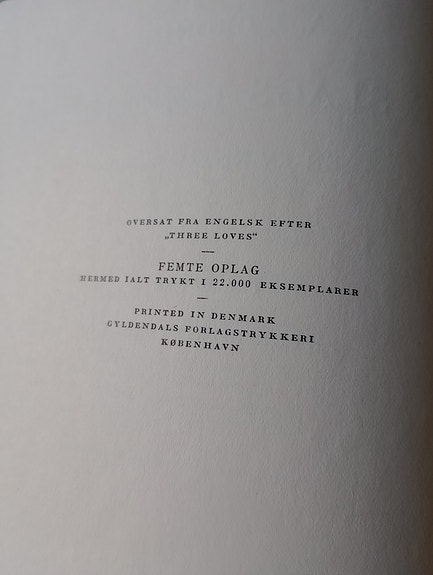 OVERSAT FRA ENGELSK EFTER
„THREE LOVES“
FEMTE OPLAG
HERMED IALT TRYKT I 22.000 EKSEMPLARER
PRINTED IN DENMARK
GYLDENDALS FORLAGSTRYKKERI
KØBENHAVN